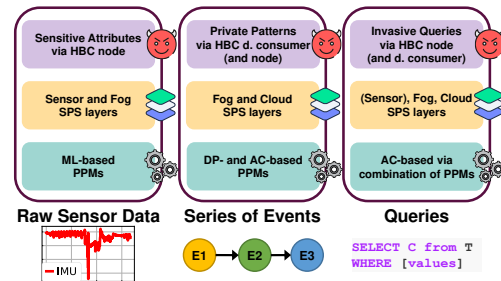 Sensitive Attributes
via HBC node
Sensor and Fog
SPS layers
ML-based
PPMs
Raw Sensor Data
IMU
Private Patterns
via HBC d. consumer
(and node)
Fog and Cloud
SPS layers
DP- and AC-based
PPMs
Series of Events
E1
E2
E3
Invasive Queries
via HBC node
(and d. consumer)
(Sensor), Fog, Cloud
SPS layers
AC-based via
combination of PPMs
Queries
SELECT C from T
WHERE [values]